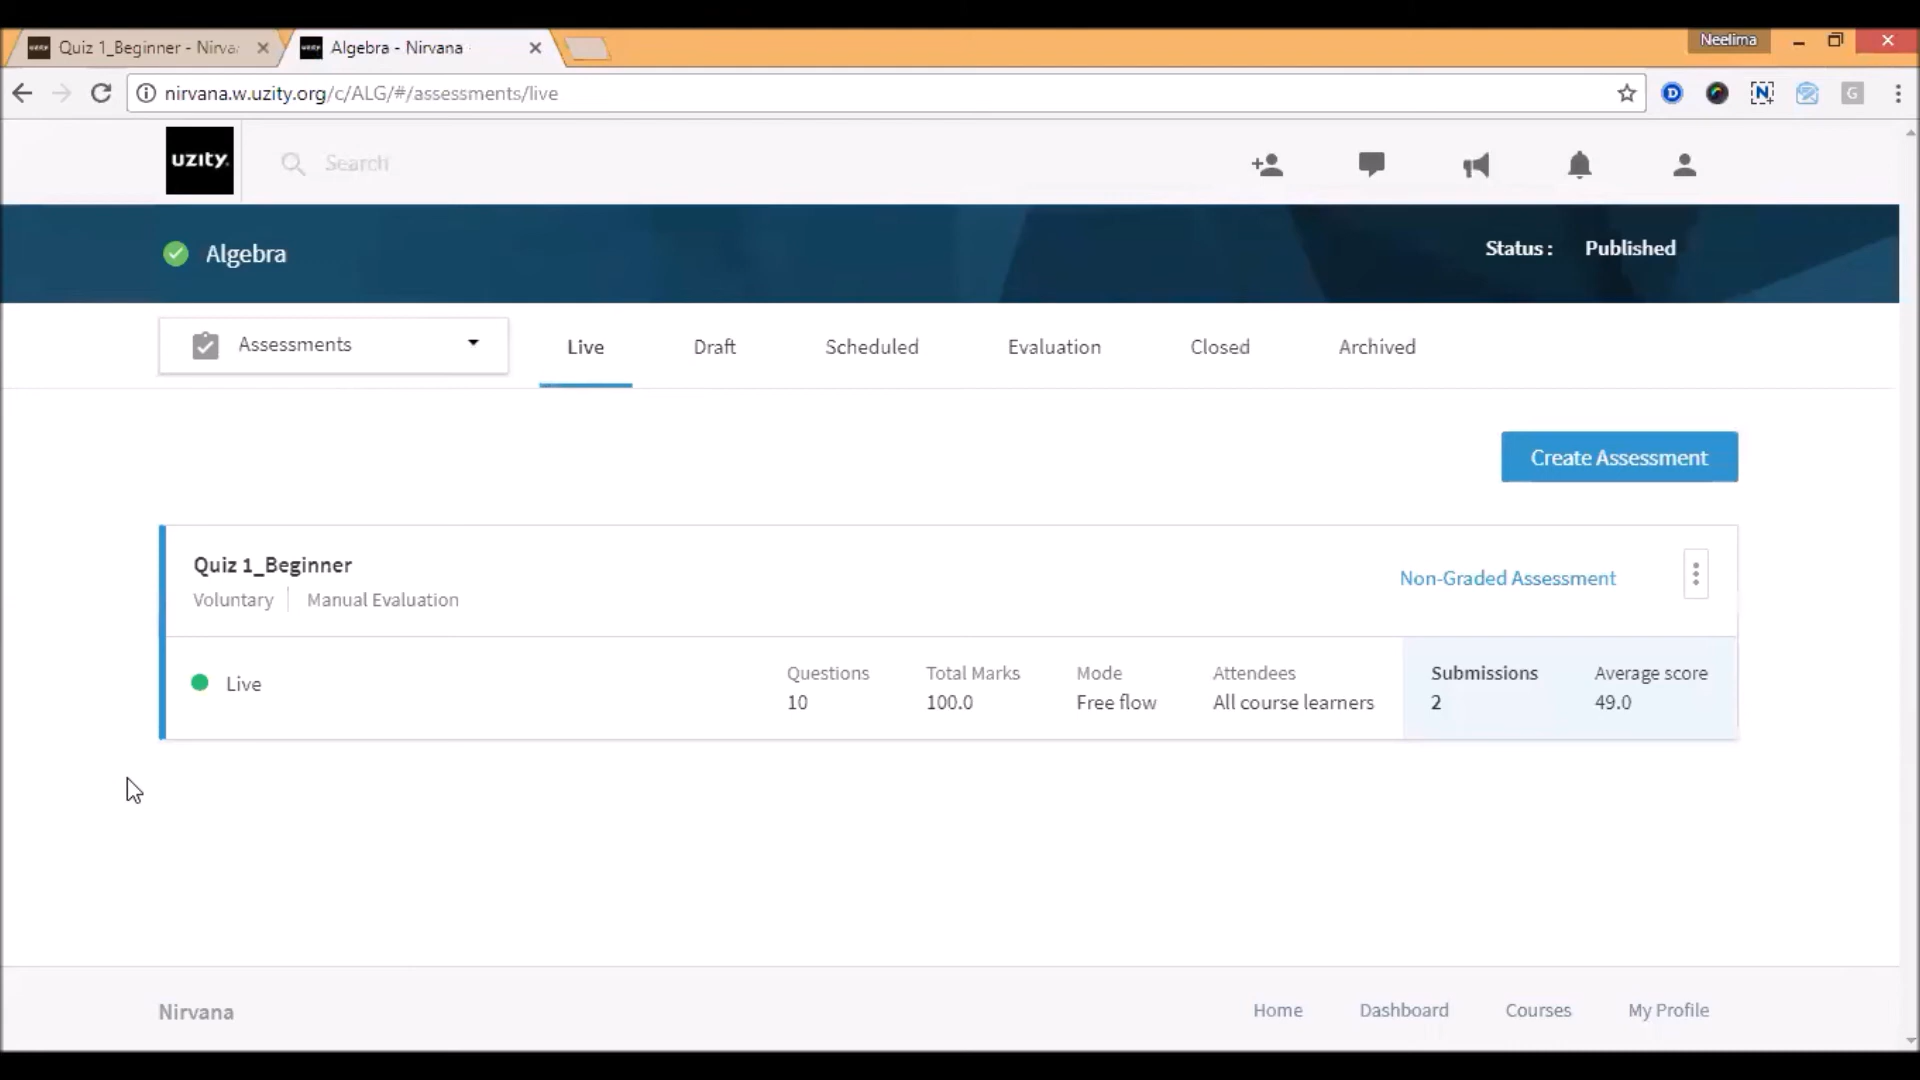 Quiz 1_Beginner - Nirva
Algebra - Nirvana
Neelima
nirvana.w.uzity.org/c/ALG/#/assessments/live
D
N
G
uzity
Search
Algebra
Status : Published
Assessments
Live Draft Scheduled Evaluation Closed Archived
Create Assessment
Quiz 1_Beginner
Voluntary Manual Evaluation
Non-Graded Assessment
Live
Questions Total Marks Mode Attendees Submissions Average score
10 100.0 Free flow All course learners 2 49.0
Nirvana Home Dashboard Courses My Profile